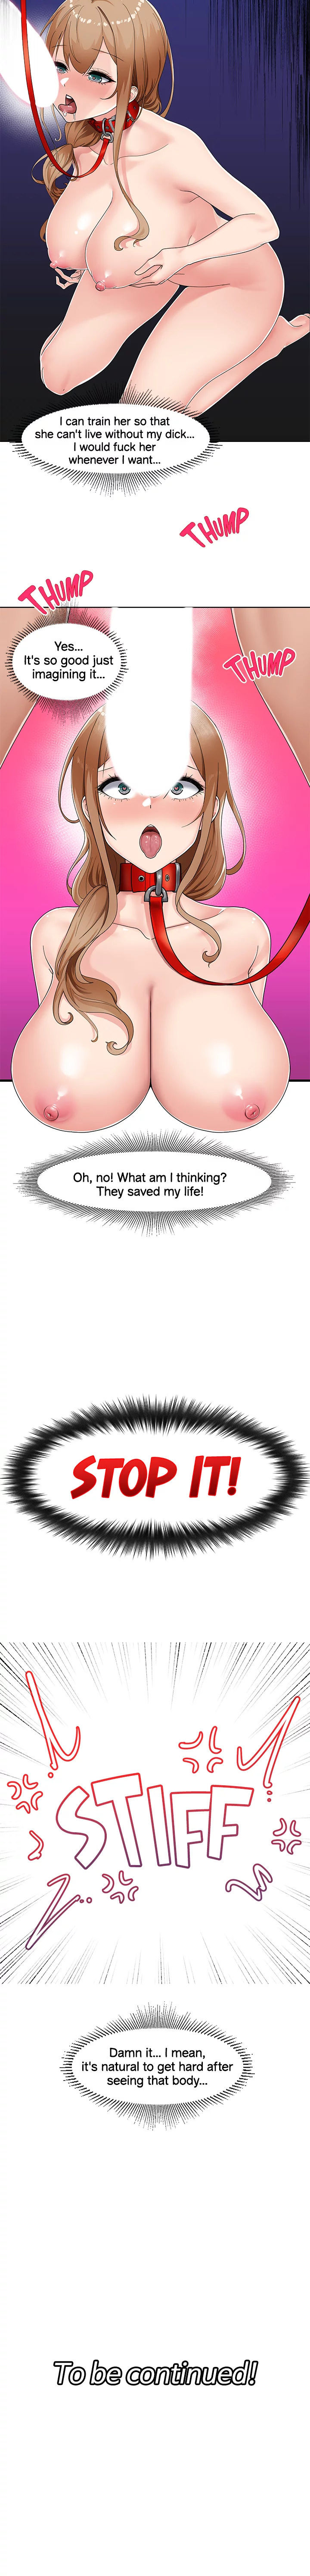 I can train her so that
she can't live without my dick...
I would fuck her
whenever I want...
THUMP
THUMP
THUMP
Yes...
It's so good just
imagining it...
Oh, no! What am I thinking?
They saved my life!
STOP IT!
STIFF
Damn it... I mean,
it's natural to get hard after
seeing that body...
To be continued!